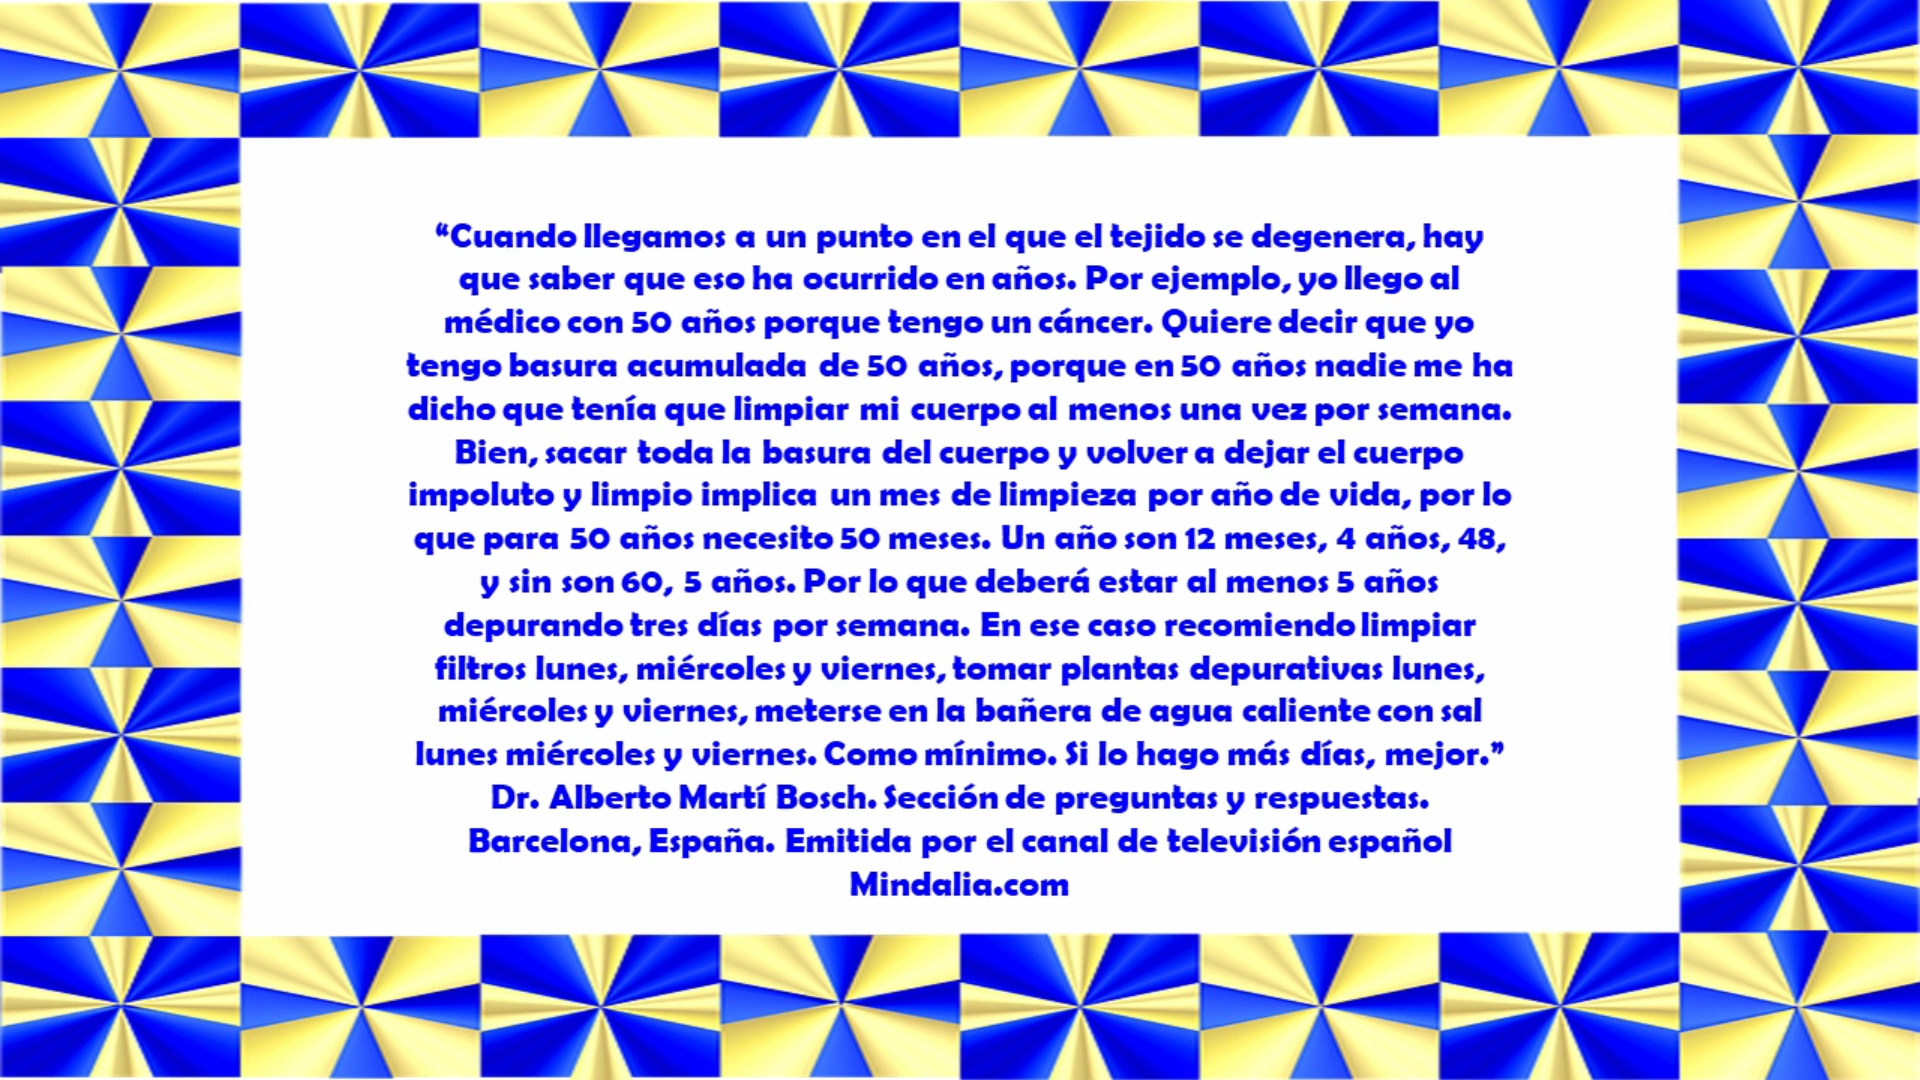 “Cuando llegamos a un punto en el que el tejido se degenera, hay
que saber que eso ha ocurrido en años. Por ejemplo, yo llego al
médico con 50 años porque tengo un cáncer. Quiere decir que yo
tengo basura acumulada de 50 años, porque en 50 años nadie me ha
dicho que tenía que limpiar mi cuerpo al menos una vez por semana.
Bien, sacar toda la basura del cuerpo y volver a dejar el cuerpo
impoluto y limpio implica un mes de limpieza por año de vida, por lo
que para 50 años necesito 50 meses. Un año son 12 meses, 4 años, 48,
y sin son 60, 5 años. Por lo que deberá estar al menos 5 años
depurando tres días por semana. En ese caso recomiendo limpiar
filtros lunes, miércoles y viernes, tomar plantas depurativas lunes,
miércoles y viernes, meterse en la bañera de agua caliente con sal
lunes miércoles y viernes. Como mínimo. Si lo hago más días, mejor.”
Dr. Alberto Martí Bosch. Sección de preguntas y respuestas.
Barcelona, España. Emitida por el canal de televisión español
Mindalia.com